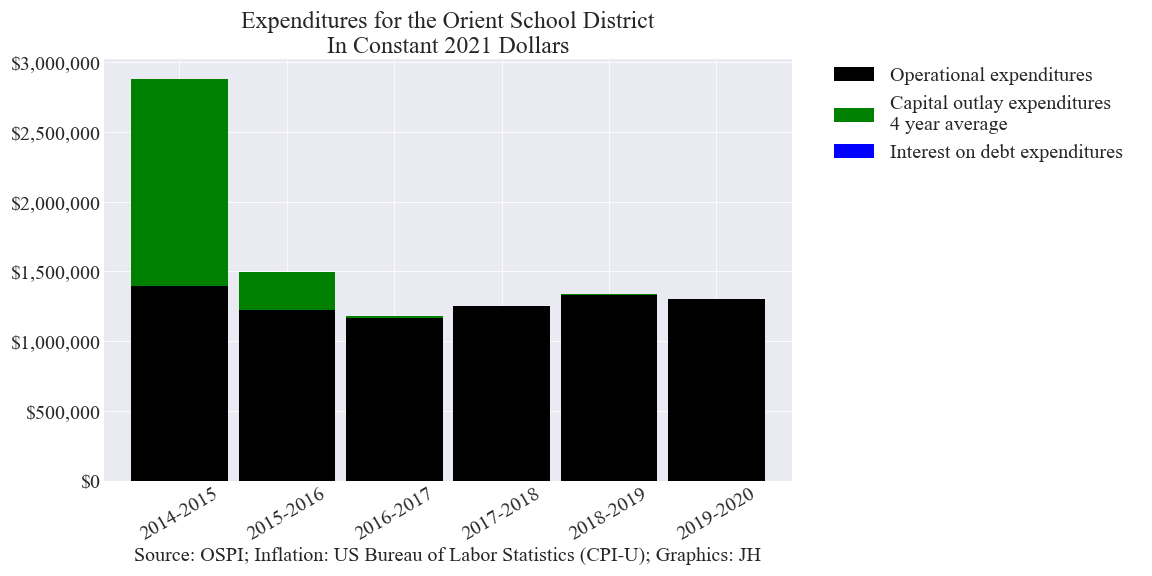 Expenditures for the Orient School District
In Constant 2021 Dollars
$3,000,000
$2,500,000
$2,000,000
$1,500,000
$1,000,000
$500,000
$0
2014-2015
2015-2016
2016-2017
2017-2018
2018-2019
2019-2020
Source: OSPI; Inflation: US Bureau of Labor Statistics (CPI-U); Graphics: JH
Operational expenditures
Capital outlay expenditures
4 year average
Interest on debt expenditures